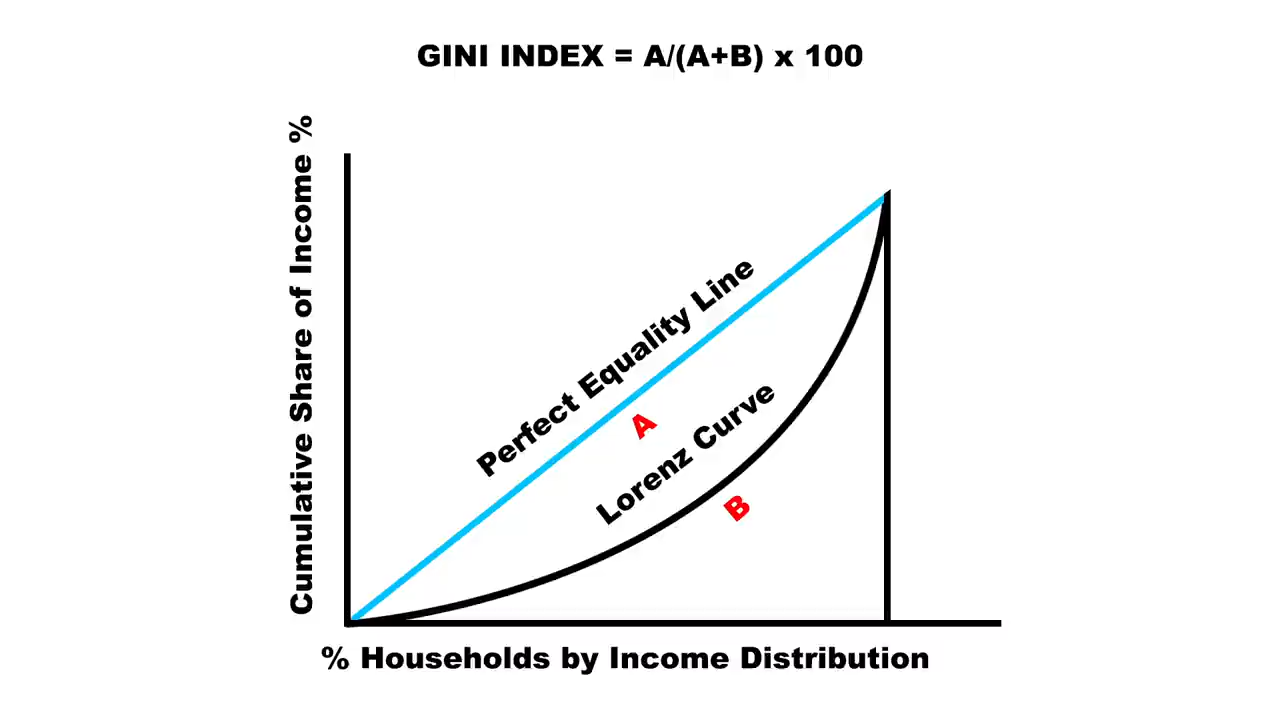 GINI INDEX = A/(A+B) x 100
Cumulative Share of Income %
Perfect Equality Line
A
Lorenz Curve
B
% Households by Income Distribution